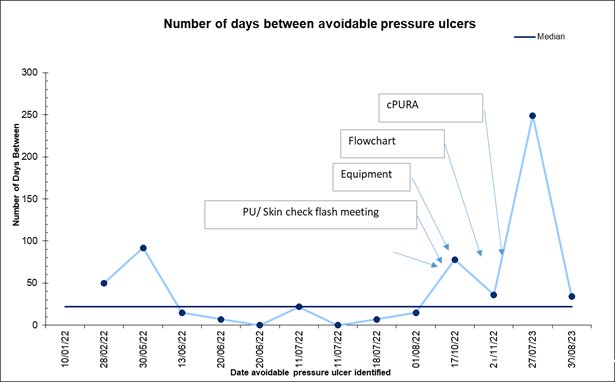 Number of days between avoidable pressure ulcers
Median
300
250
200
150
100
50
0
Number of Days Between
cPURA
Flowchart
Equipment
PU/ Skin check flash meeting
10/01/22
28/02/22
30/05/22
13/06/22
20/06/22
20/06/22
11/07/22
11/07/22
18/07/22
01/08/22
17/10/22
21/11/22
27/07/23
30/08/23
Date avoidable pressure ulcer identified